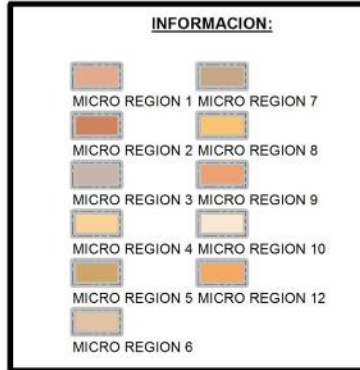 INFORMACION:
MICRO REGION 1 MICRO REGION 7
MICRO REGION 2 MICRO REGION 8
MICRO REGION 3 MICRO REGION 9
MICRO REGION 4 MICRO REGION 10
MICRO REGION 5 MICRO REGION 12
MICRO REGION 6